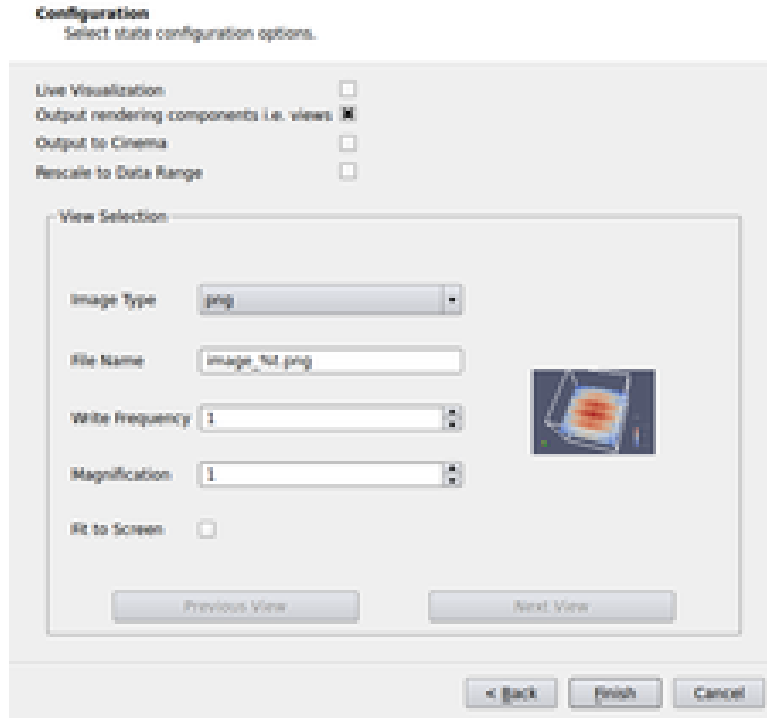 Configuration
Select state configuration options.
Live Visualization
Output rendering components i.e. views
Output to Cinema
Rescale to Data Range
View Selection
Image Type png
File Name image_%t.png
Write Frequency 1
Magnification 1
Fit to Screen
Previous View Next View
< Back Finish Cancel